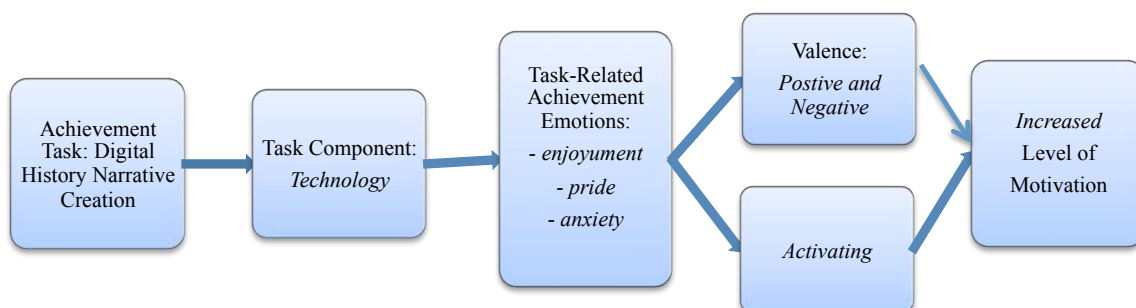 Achievement
Task: Digital
History Narrative
Creation
Task Component:
Technology
Task-Related
Achievement
Emotions:
- enjoyument
- pride
- anxiety
Valence:
Postive and
Negative
Activating
Increased
Level of
Motivation